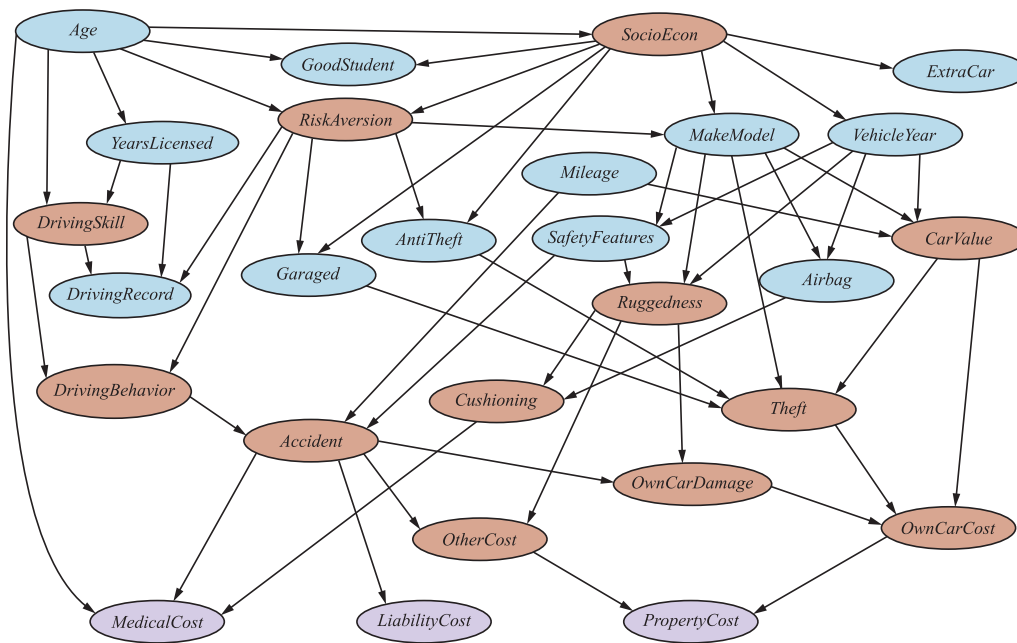 Age
SocioEcon
GoodStudent
ExtraCar
RiskAversion
YearsLicensed
MakeModel
VehicleYear
Mileage
DrivingSkill
AntiTheft
SafetyFeatures
CarValue
Garaged
Airbag
DrivingRecord
Ruggedness
DrivingBehavior
Cushioning
Theft
Accident
OwnCarDamage
OtherCost
OwnCarCost
MedicalCost
LiabilityCost
PropertyCost